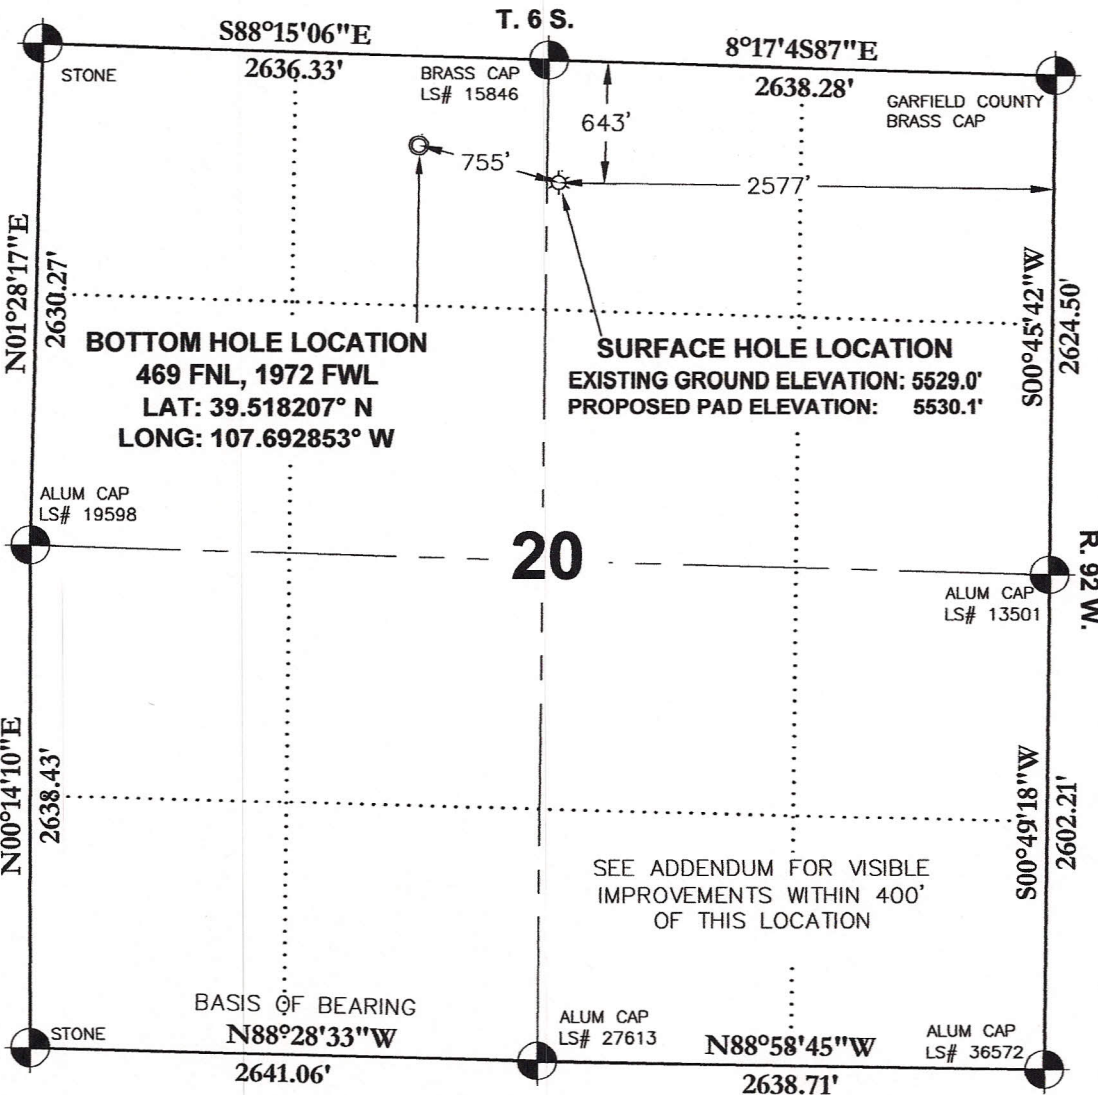 T. 6 S.
S88°15'06"E
2636.33'
8°17'4S87"E
2638.28'
STONE
BRASS CAP
LS# 15846
GARFIELD COUNTY
BRASS CAP
643'
755'
2577'
N01°28'17"E
2630.27'
S00°45'42"W
2624.50'
BOTTOM HOLE LOCATION
469 FNL, 1972 FWL
LAT: 39.518207° N
LONG: 107.692853° W
SURFACE HOLE LOCATION
EXISTING GROUND ELEVATION: 5529.0'
PROPOSED PAD ELEVATION: 5530.1'
ALUM CAP
LS# 19598
20
R. 92 W.
ALUM CAP
LS# 13501
N00°14'10"E
2638.43'
S00°49'18"W
2602.21'
SEE ADDENDUM FOR VISIBLE
IMPROVEMENTS WITHIN 400'
OF THIS LOCATION
STONE
BASIS OF BEARING
N88°28'33"W
2641.06'
ALUM CAP
LS# 27613
N88°58'45"W
2638.71'
ALUM CAP
LS# 36572